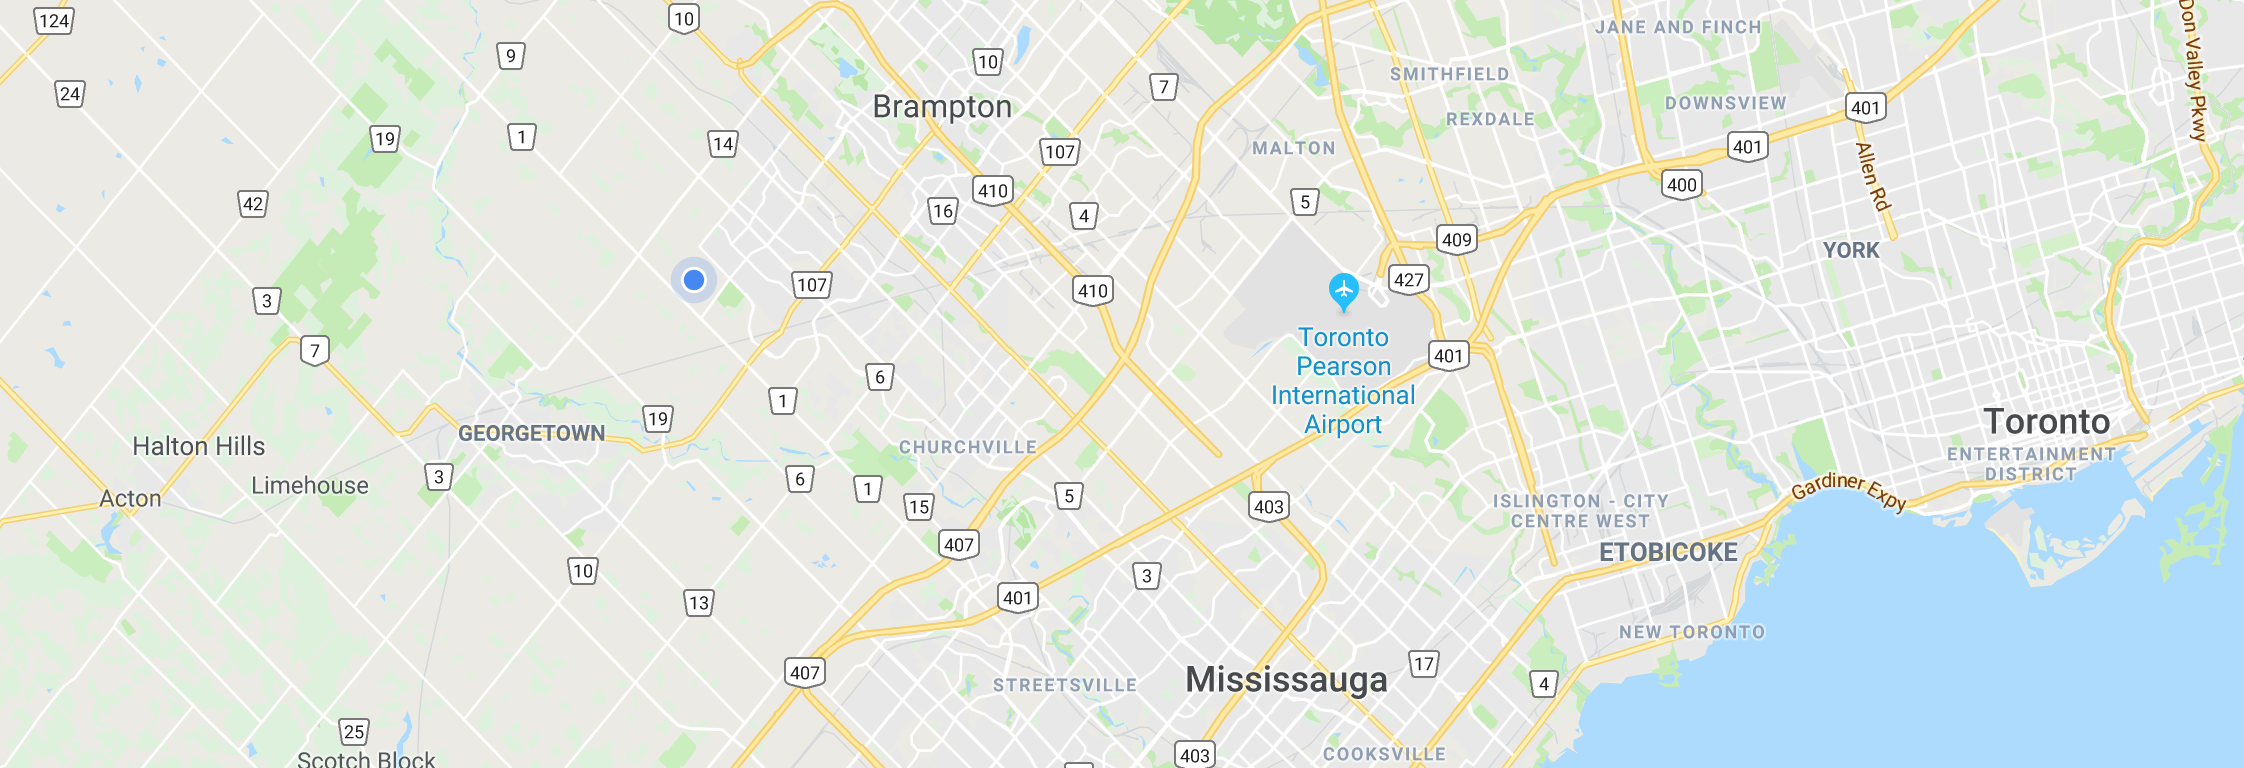 124
10
9
24
19
1
14
42
3
7
Brampton
10
7
107
410
16
4
107
410
5
MALTON
SMITHFIELD
REXDALE
JANE AND FINCH
DOWNSVIEW
401
401
400
Allen Rd
Don Valley Pkwy
YORK
409
427
401
Toronto
Pearson
International
Airport
6
1
19
GEORGETOWN
Halton Hills
Limehouse
Acton
3
CHURCHVILLE
6
1
15
5
407
403
401
3
10
13
407
25
Scotch Block
STREETSVILLE
Mississauga
17
4
403
COOKSVILLE
Toronto
ENTERTAINMENT
DISTRICT
Gardiner Expy
ISLINGTON - CITY
CENTRE WEST
ETOBICOKE
NEW TORONTO